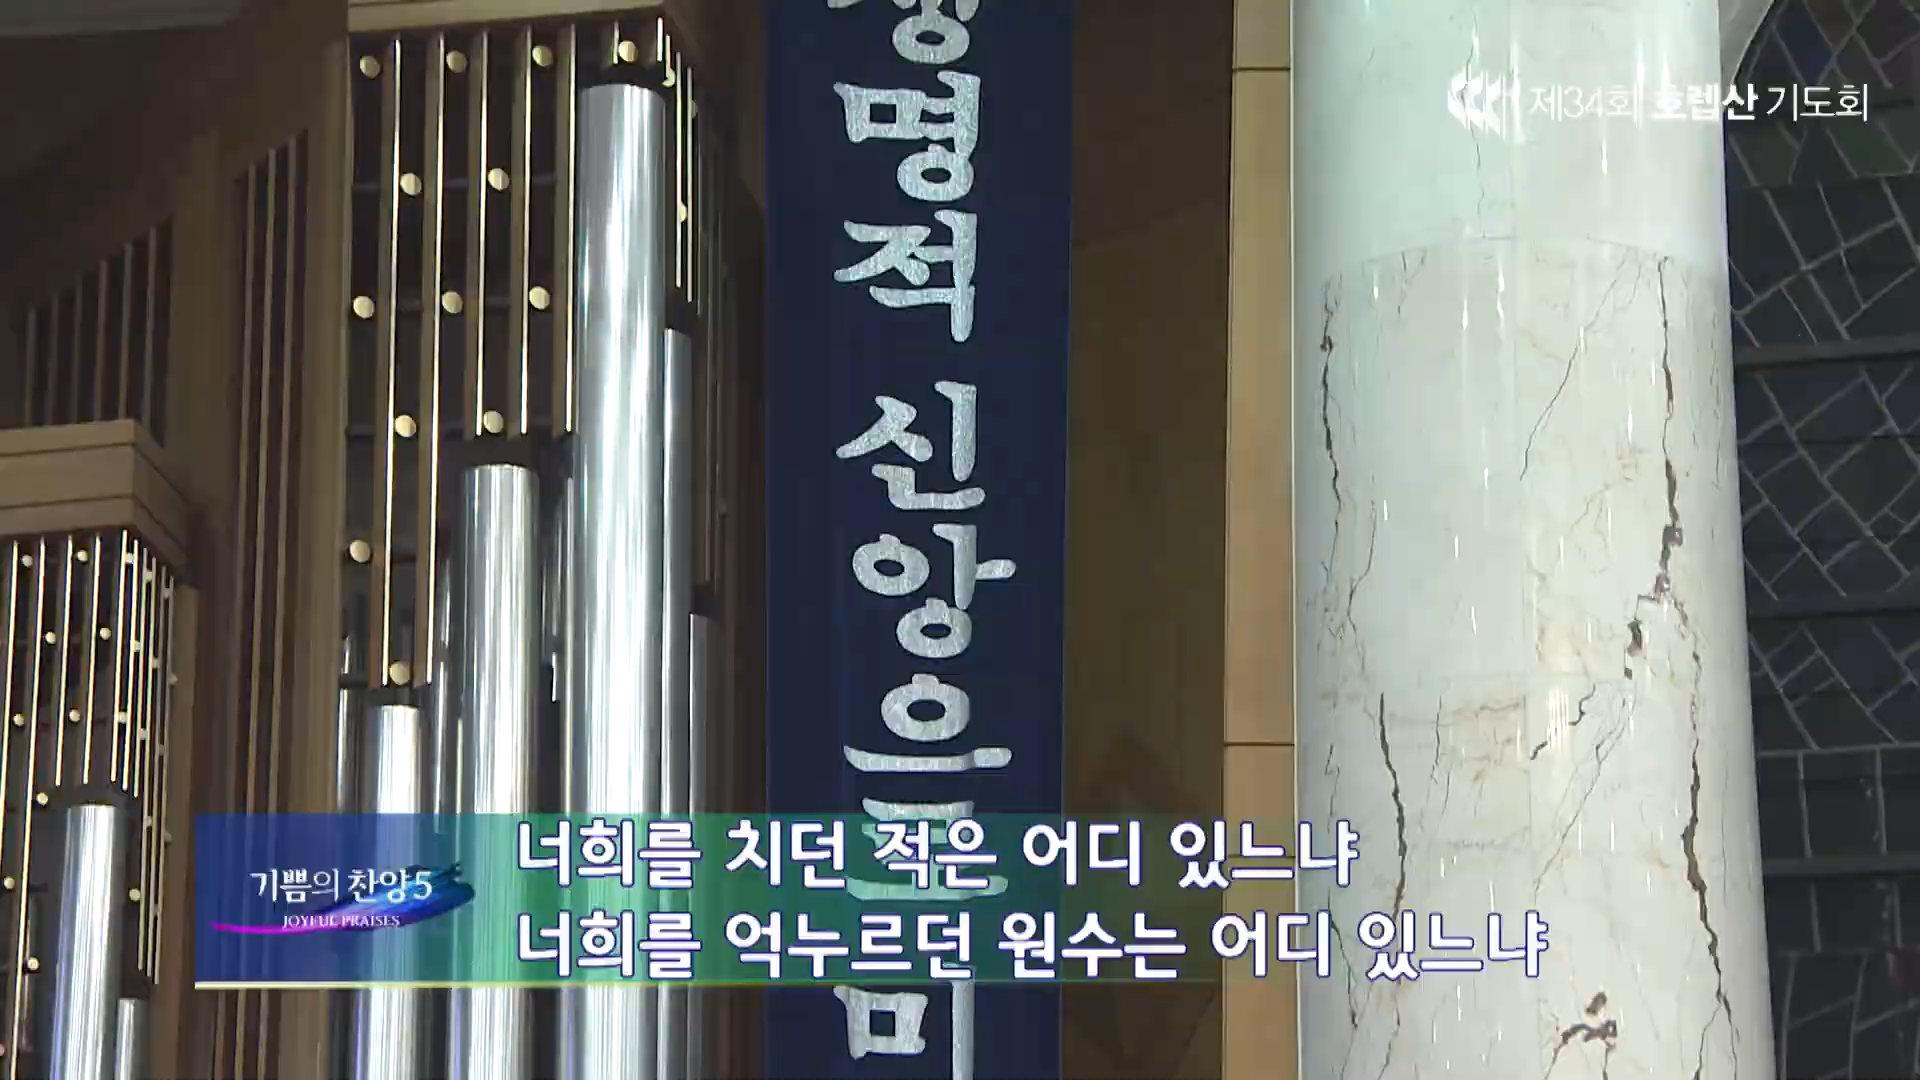 제34회 호렙산 기도회
명적 신앙으로
기쁨의 찬양5
JOYFUL PRAISES
너희를 치던 적은 어디 있느냐
너희를 억누르던 원수는 어디 있느냐